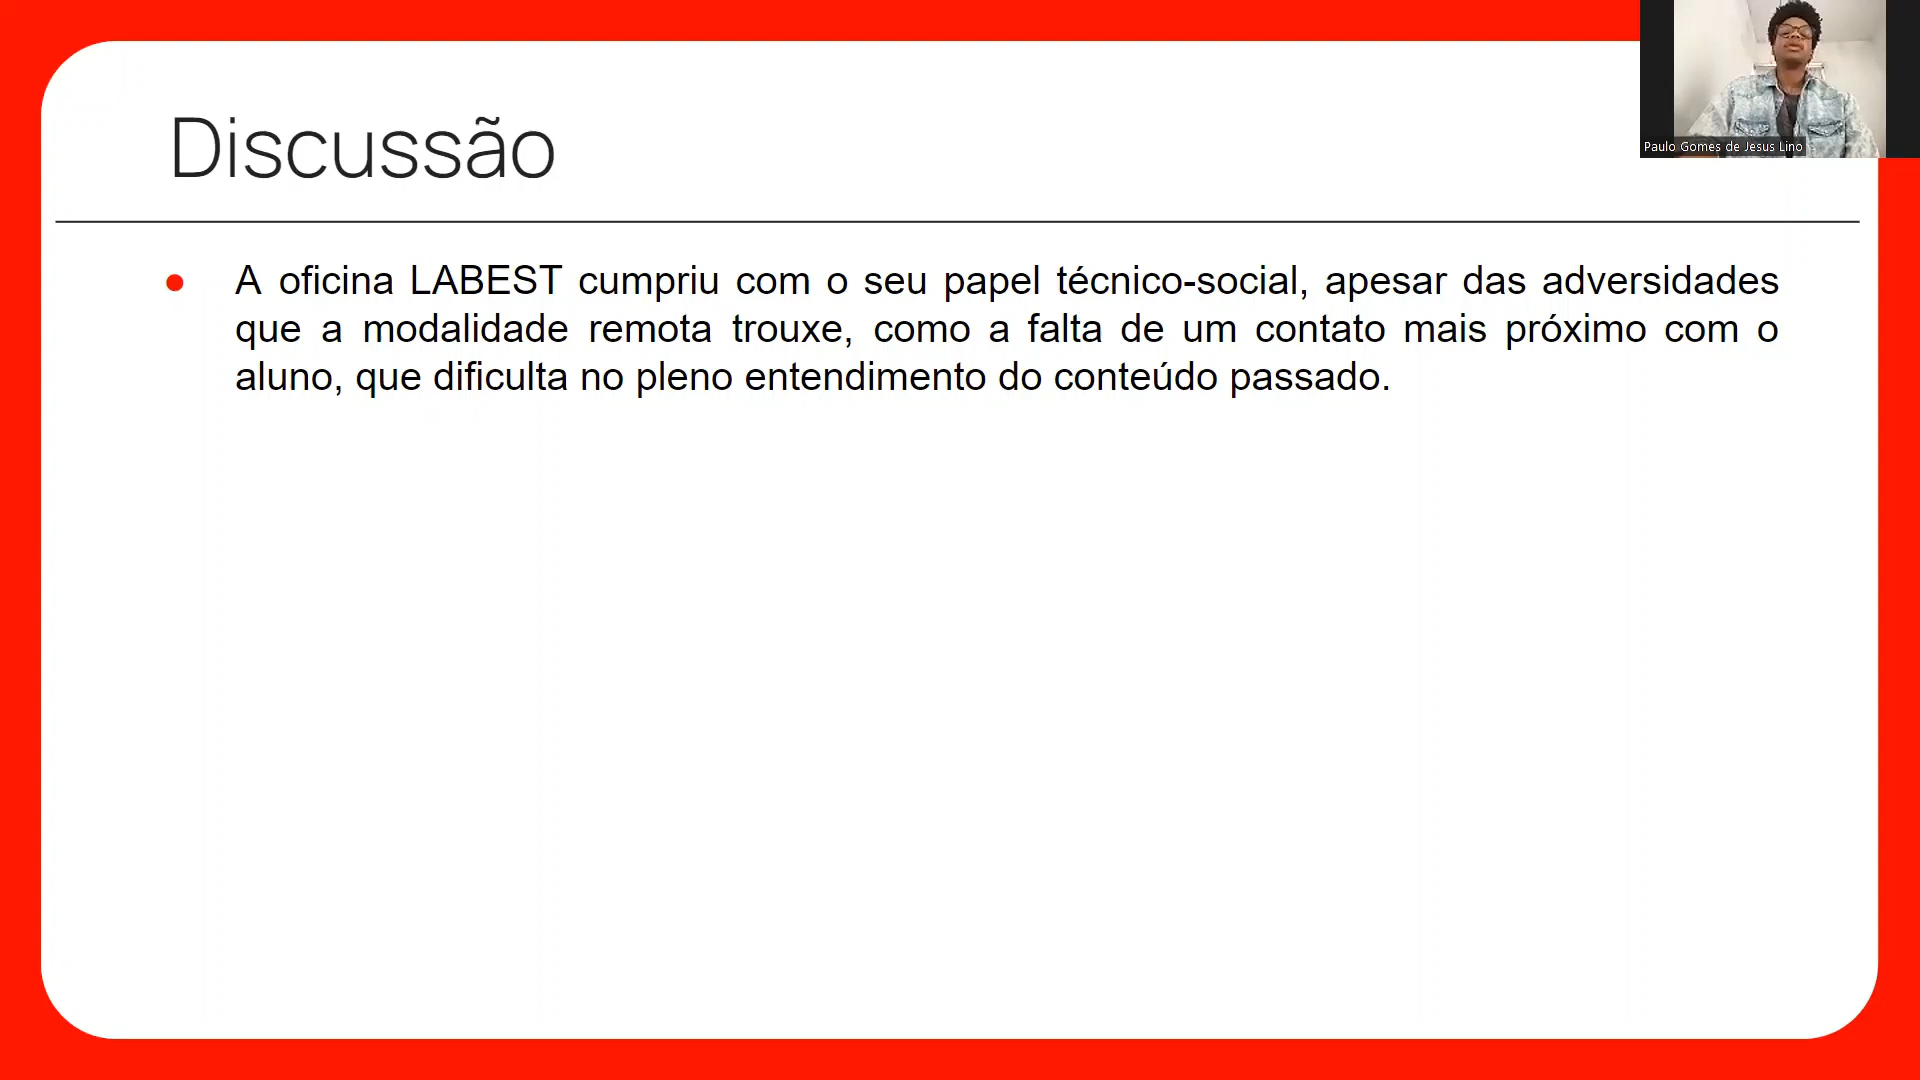 Discussão
Paulo Gomes de Jesus Lino
● A oficina LABEST cumpriu com o seu papel técnico-social, apesar das adversidades
que a modalidade remota trouxe, como a falta de um contato mais próximo com o
aluno, que dificulta no pleno entendimento do conteúdo passado.